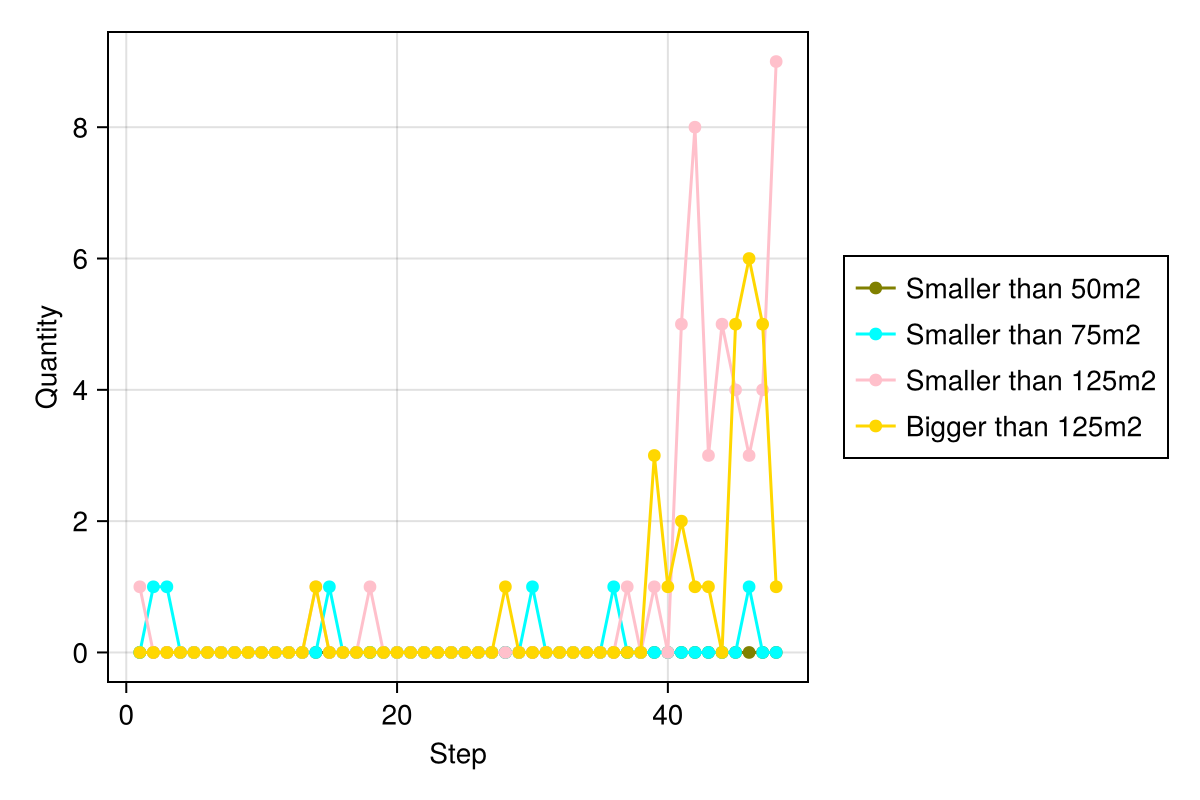 8
6
4
2
0
Quantity
0 20 40
Step
Smaller than 50m2
Smaller than 75m2
Smaller than 125m2
Bigger than 125m2